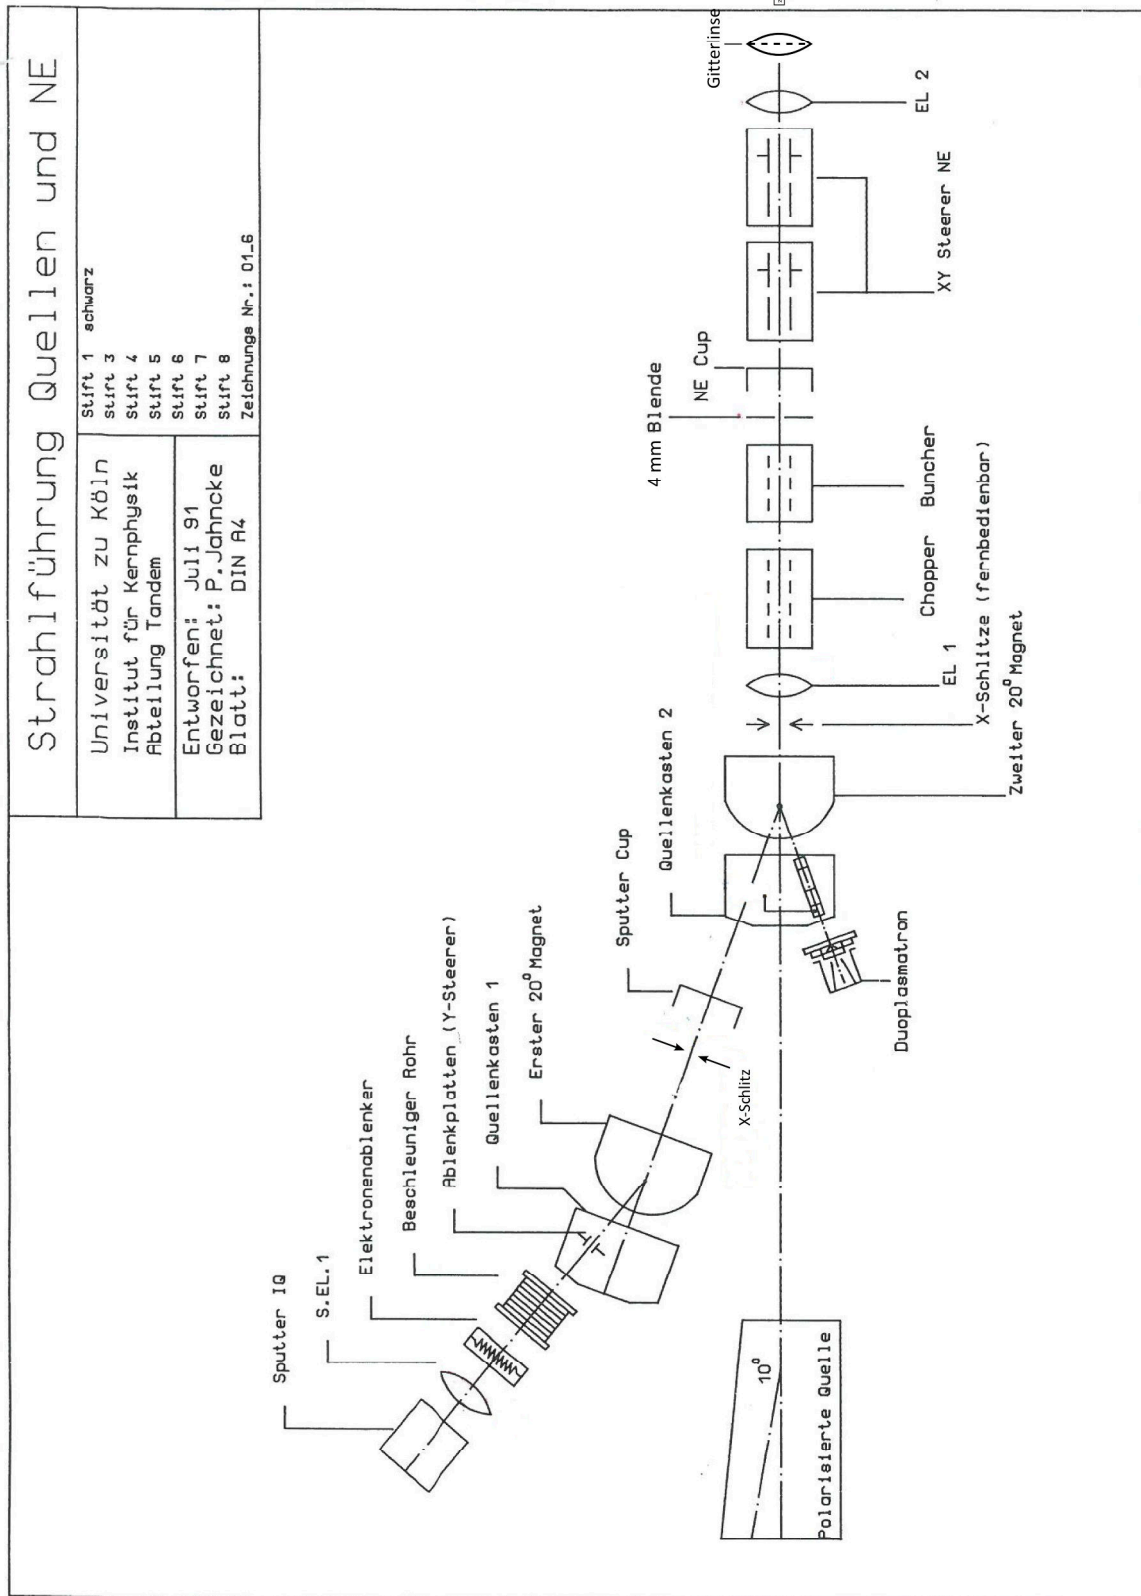 Strahlführung Quellen und NE
Universität zu Köln
Institut für Kernphysik
Abteilung Tandem
Entworfen: Juli 91
Gezeichnet: P.Jahncke
Blatt: DIN A4
Stift 1 schwarz
Stift 3
Stift 4
Stift 5
Stift 6
Stift 7
Stift 8
Zeichnungs Nr.: 01_6
Sputter IQ
S.EL.1
Elektronenablenker
Beschleuniger Rohr
Ablenkplatten (Y-Steerer)
Quellenkasten 1
Erster 20⁰ Magnet
X-Schlitz
Sputter Cup
Quellenkasten 2
Duoplasmatron
Polarisierte Quelle
10⁰
Zweiter 20⁰ Magnet
X-Schlitze (fernbedienbar)
EL 1
Chopper
Buncher
4 mm Blende
NE Cup
XY Steerer NE
EL 2
Gitterlinse